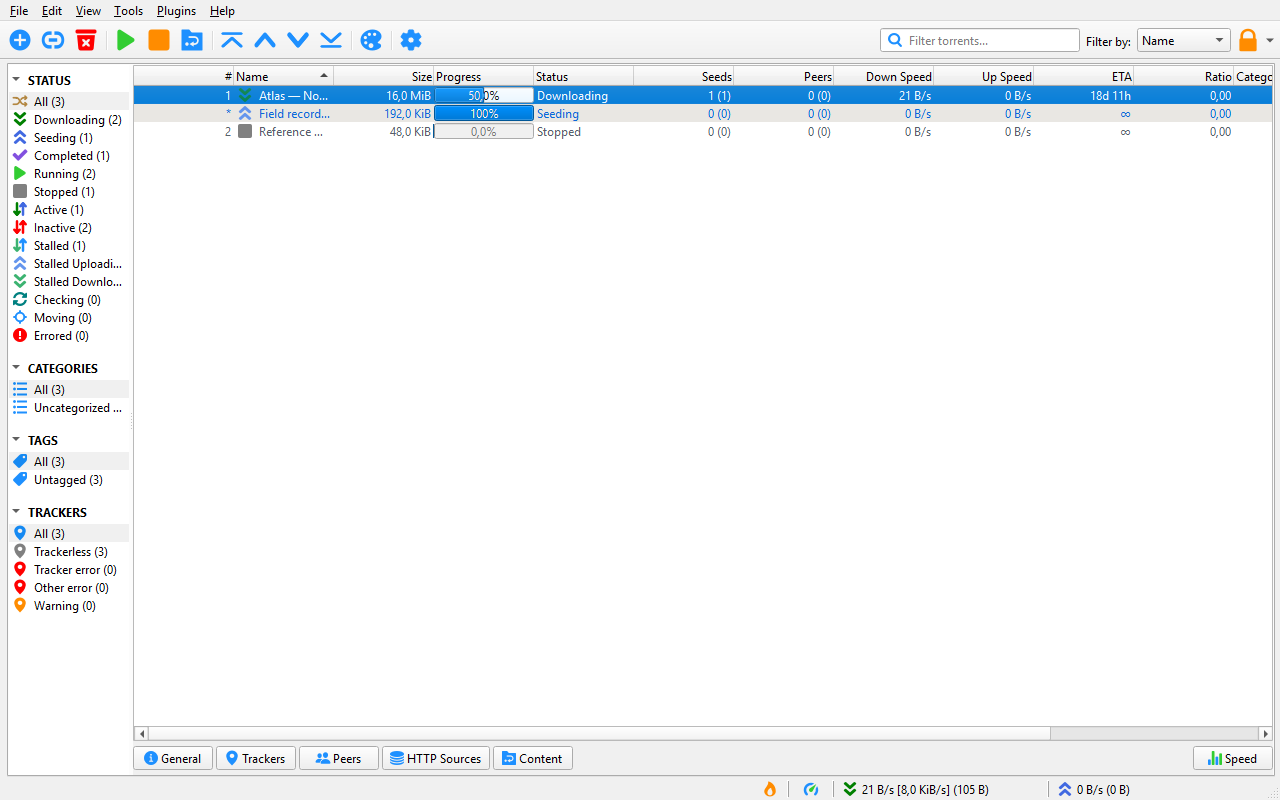 File Edit View Tools Plugins Help
Filter torrents...
Filter by: Name
STATUS
All (3)
Downloading (2)
Seeding (1)
Completed (1)
Running (2)
Stopped (1)
Active (1)
Inactive (2)
Stalled (1)
Stalled Uploadi...
Stalled Downlo...
Checking (0)
Moving (0)
Errored (0)
CATEGORIES
All (3)
Uncategorized ...
TAGS
All (3)
Untagged (3)
TRACKERS
All (3)
Trackerless (3)
Tracker error (0)
Other error (0)
Warning (0)
# Name Size Progress Status Seeds Peers Down Speed Up Speed ETA Ratio Catego
1 Atlas — No... 16,0 MiB 50,0% Downloading 1 (1) 0 (0) 21 B/s 0 B/s 18d 11h 0,00
* Field record... 192,0 KiB 100% Seeding 0 (0) 0 (0) 0 B/s 0 B/s ∞ 0,00
2 Reference ... 48,0 KiB 0,0% Stopped 0 (0) 0 (0) 0 B/s 0 B/s ∞ 0,00
General Trackers Peers HTTP Sources Content Speed
21 B/s [8,0 KiB/s] (105 B) 0 B/s (0 B)